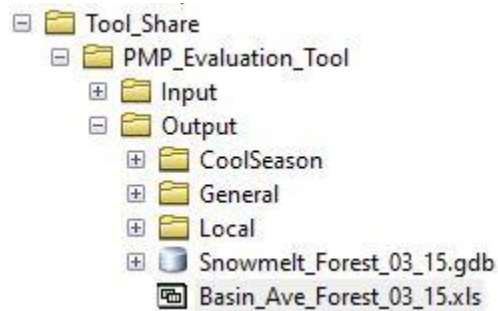 Tool_Share
PMP_Evaluation_Tool
Input
Output
CoolSeason
General
Local
Snowmelt_Forest_03_15.gdb
Basin_Ave_Forest_03_15.xls